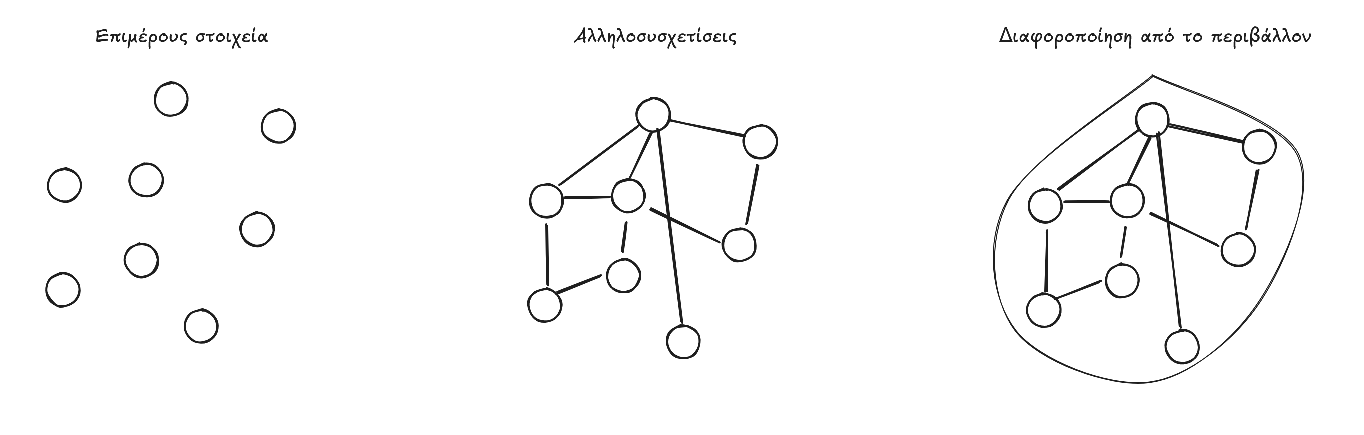 Επιμέρους στοιχεία
Αλληλοσυσχετίσεις
Διαφοροποίηση από το περιβάλλον